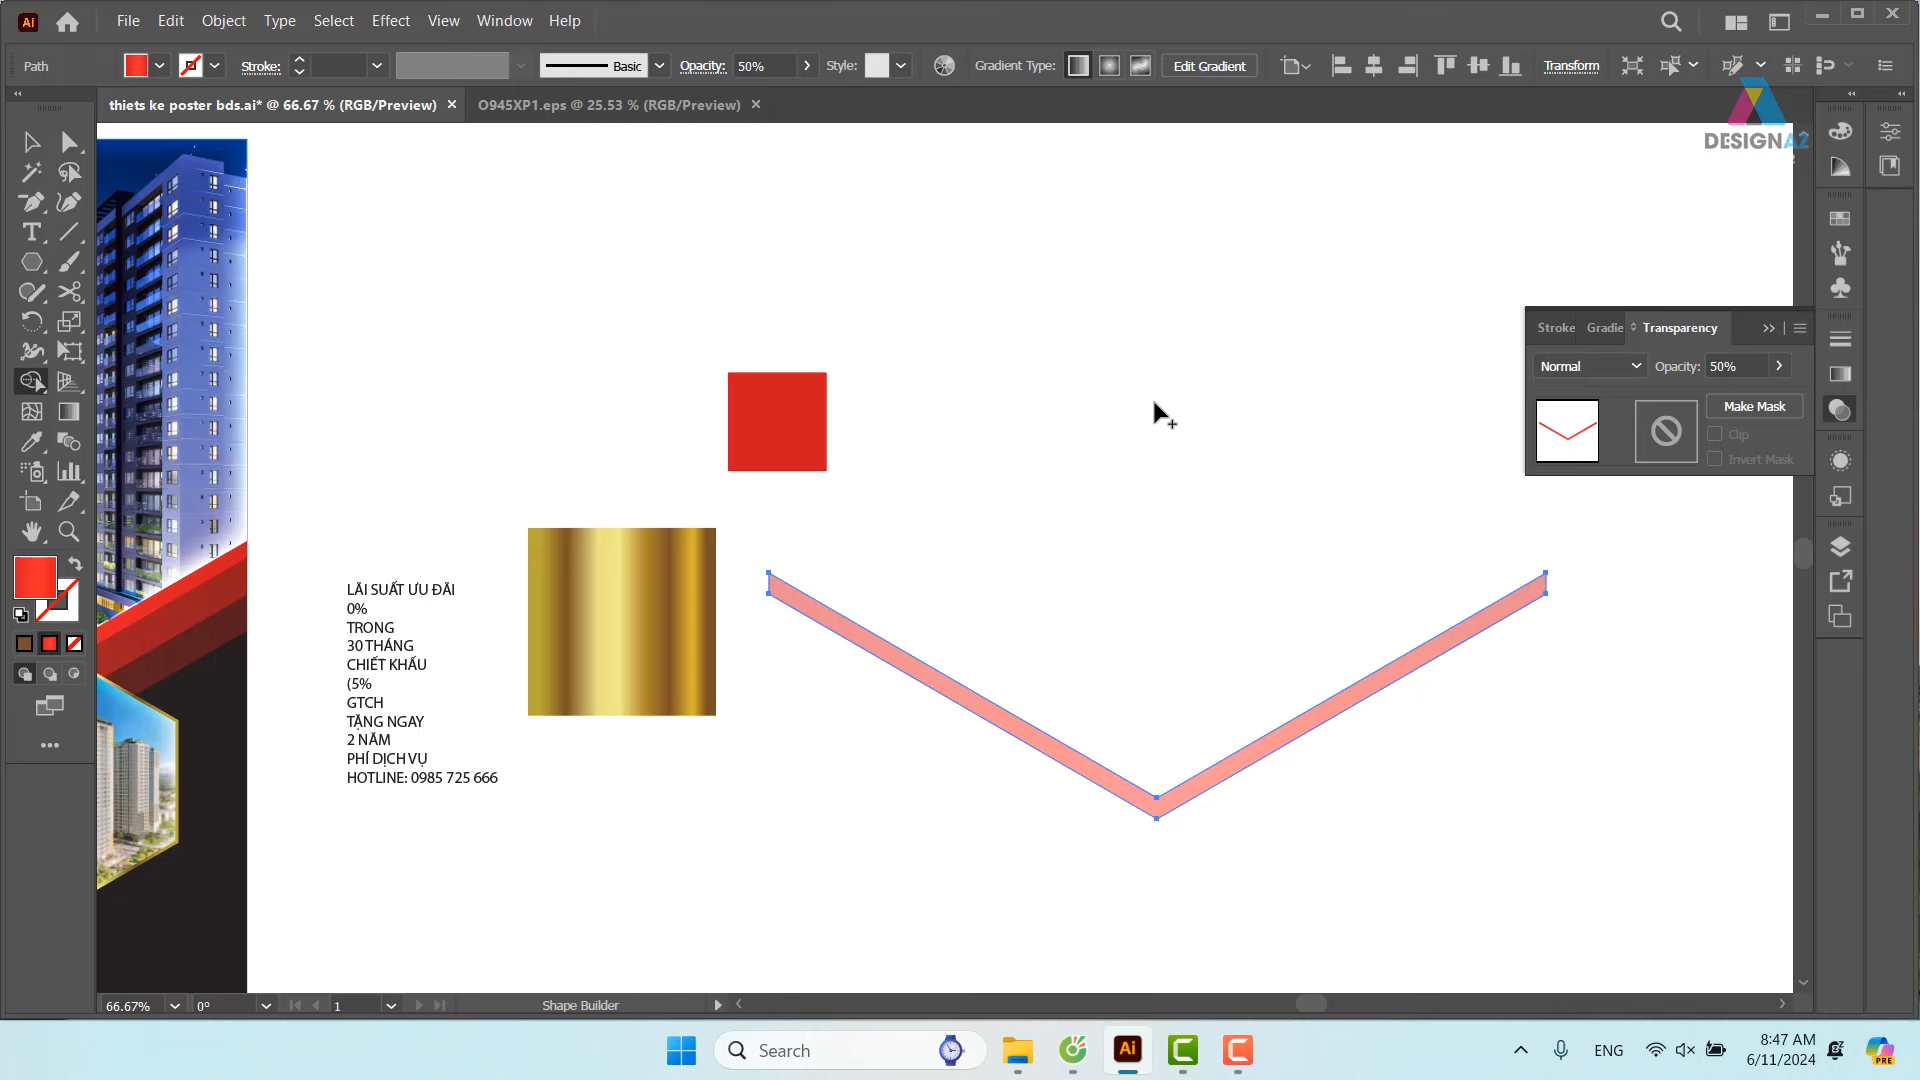 Ai File Edit Object Type Select Effect View Window Help
Path Stroke: Basic Opacity: 50% Style: Gradient Type: Edit Gradient Transform
thiets ke poster bds.ai* @ 66.67 % (RGB/Preview) × O945XP1.eps @ 25.53 % (RGB/Preview) ×
DESIGNA2
Stroke Gradie Transparency
Normal Opacity: 50%
Make Mask
Clip
Invert Mask
LÃI SUẤT ƯU ĐÃI
0%
TRONG
30 THÁNG
CHIẾT KHẤU
(5%
GTCH
TẶNG NGAY
2 NĂM
PHÍ DỊCH VỤ
HOTLINE: 0985 725 666
66.67% 0° 1 Shape Builder
Search Ai ENG 8:47 AM
6/11/2024
PRE